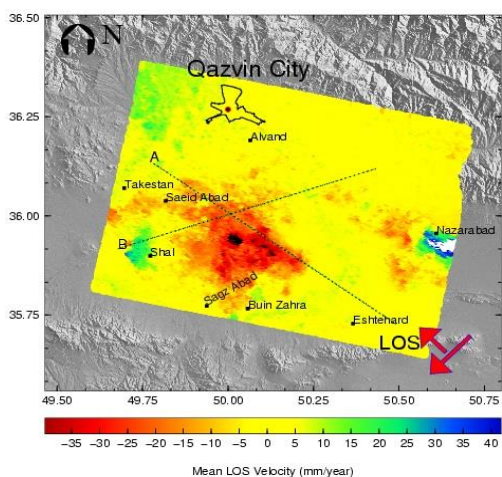 36.50
N
Qazvin City
36.25
Alvand
A
Takestan
Saeid Abad
36.00
Nazarabad
B
Shal
Sagz Abad
Buin Zahra
35.75
Eshtehard
LOS
49.50 49.75 50.00 50.25 50.50 50.75
−35 −30 −25 −20 −15 −10 −5 0 5 10 15 20 25 30 35 40
Mean LOS Velocity (mm/year)